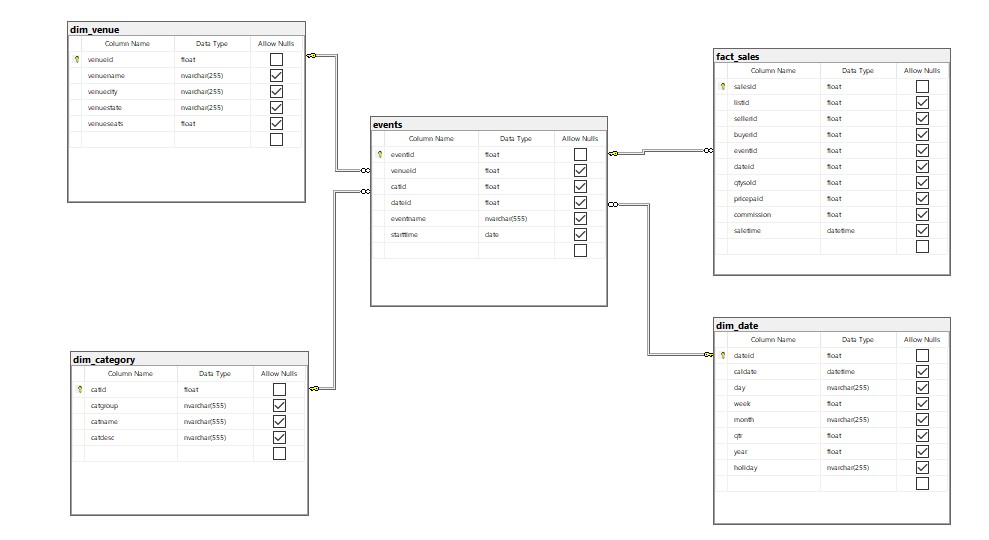 dim_venue
Column Name Data Type Allow Nulls
venueid float
venuename nvarchar(255)
venuecity nvarchar(255)
venuestate nvarchar(255)
venueseats float
events
Column Name Data Type Allow Nulls
eventid float
venueid float
catid float
dateid float
eventname nvarchar(555)
starttime date
fact_sales
Column Name Data Type Allow Nulls
salesid float
listid float
sellerid float
buyerid float
eventid float
dateid float
qtysold float
pricepaid float
commission float
saletime datetime
dim_category
Column Name Data Type Allow Nulls
catid float
catgroup nvarchar(555)
catname nvarchar(555)
catdesc nvarchar(555)
dim_date
Column Name Data Type Allow Nulls
dateid float
caldate datetime
day nvarchar(255)
week float
month nvarchar(255)
qtr float
year float
holiday nvarchar(255)